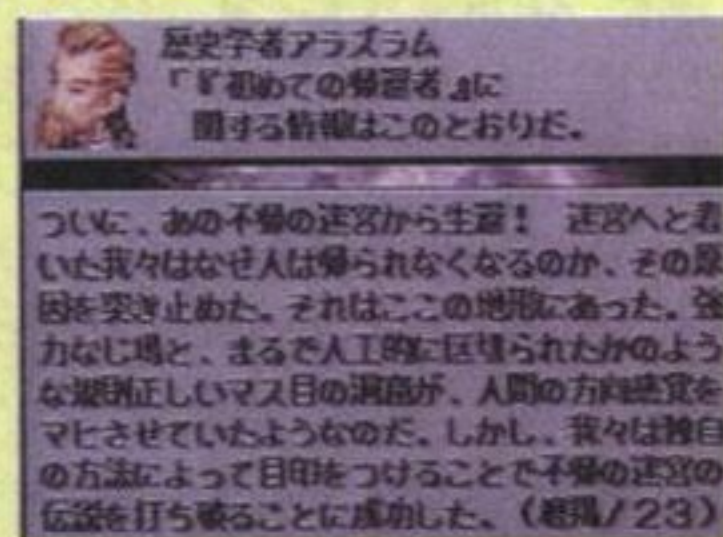 歴史学者アラズラム
「『初めての帰還者』に
関する情報はこのとおりだ。
ついに、あの不帰の迷宮から生還！　迷宮へと着
いた我々はなぜ人は帰られなくなるのか、その原
因を突き止めた。それはここの地形にあった。強
力なじ場と、まるで人工的に区切られたかのよう
な規則正しいマス目の洞窟が、人間の方向感覚を
マヒさせていたようなのだ。しかし、我々は独自
の方法によって目印をつけることで不帰の迷宮の
伝説を打ち破ることに成功した。（ /23）